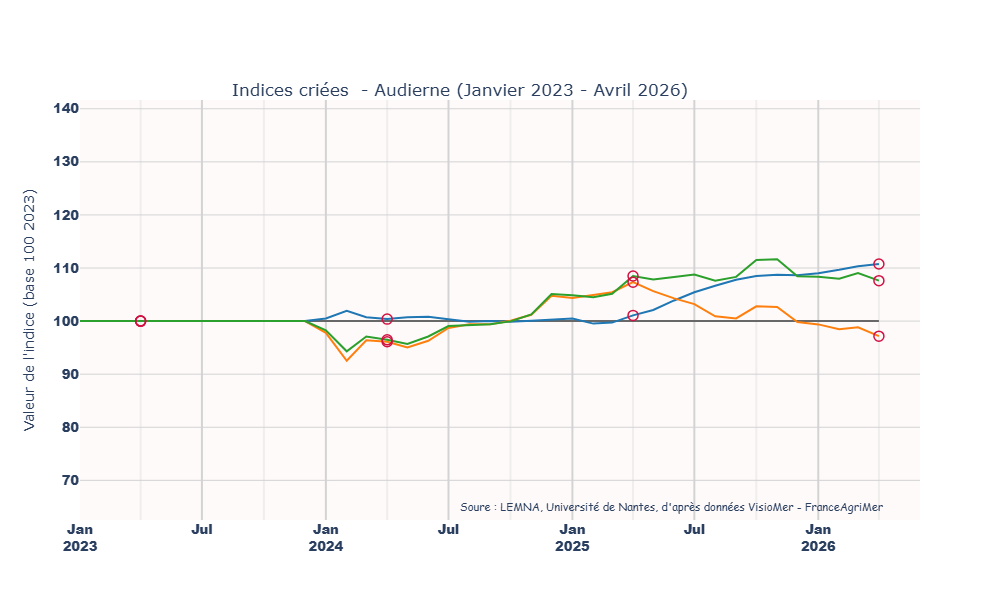 Indices criées  - Audierne (Janvier 2023 - Avril 2026)
Valeur de l'indice (base 100 2023)
140
130
120
110
100
90
80
70
Soure : LEMNA, Université de Nantes, d'après données VisioMer - FranceAgriMer
Jan Jul Jan Jul Jan Jul Jan
2023 2024 2025 2026